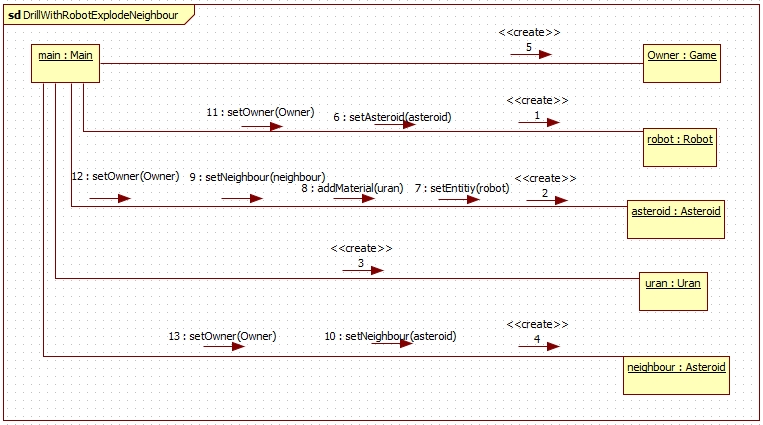 sd DrillWithRobotExplodeNeighbour
<<create>>
5
main : Main
Owner : Game
<<create>>
11 : setOwner(Owner)
6 : setAsteroid(asteroid)
1
robot : Robot
<<create>>
12 : setOwner(Owner)
9 : setNeighbour(neighbour)
8 : addMaterial(uran)
7 : setEntitiy(robot)
2
asteroid : Asteroid
<<create>>
3
uran : Uran
<<create>>
13 : setOwner(Owner)
10 : setNeighbour(asteroid)
4
neighbour : Asteroid